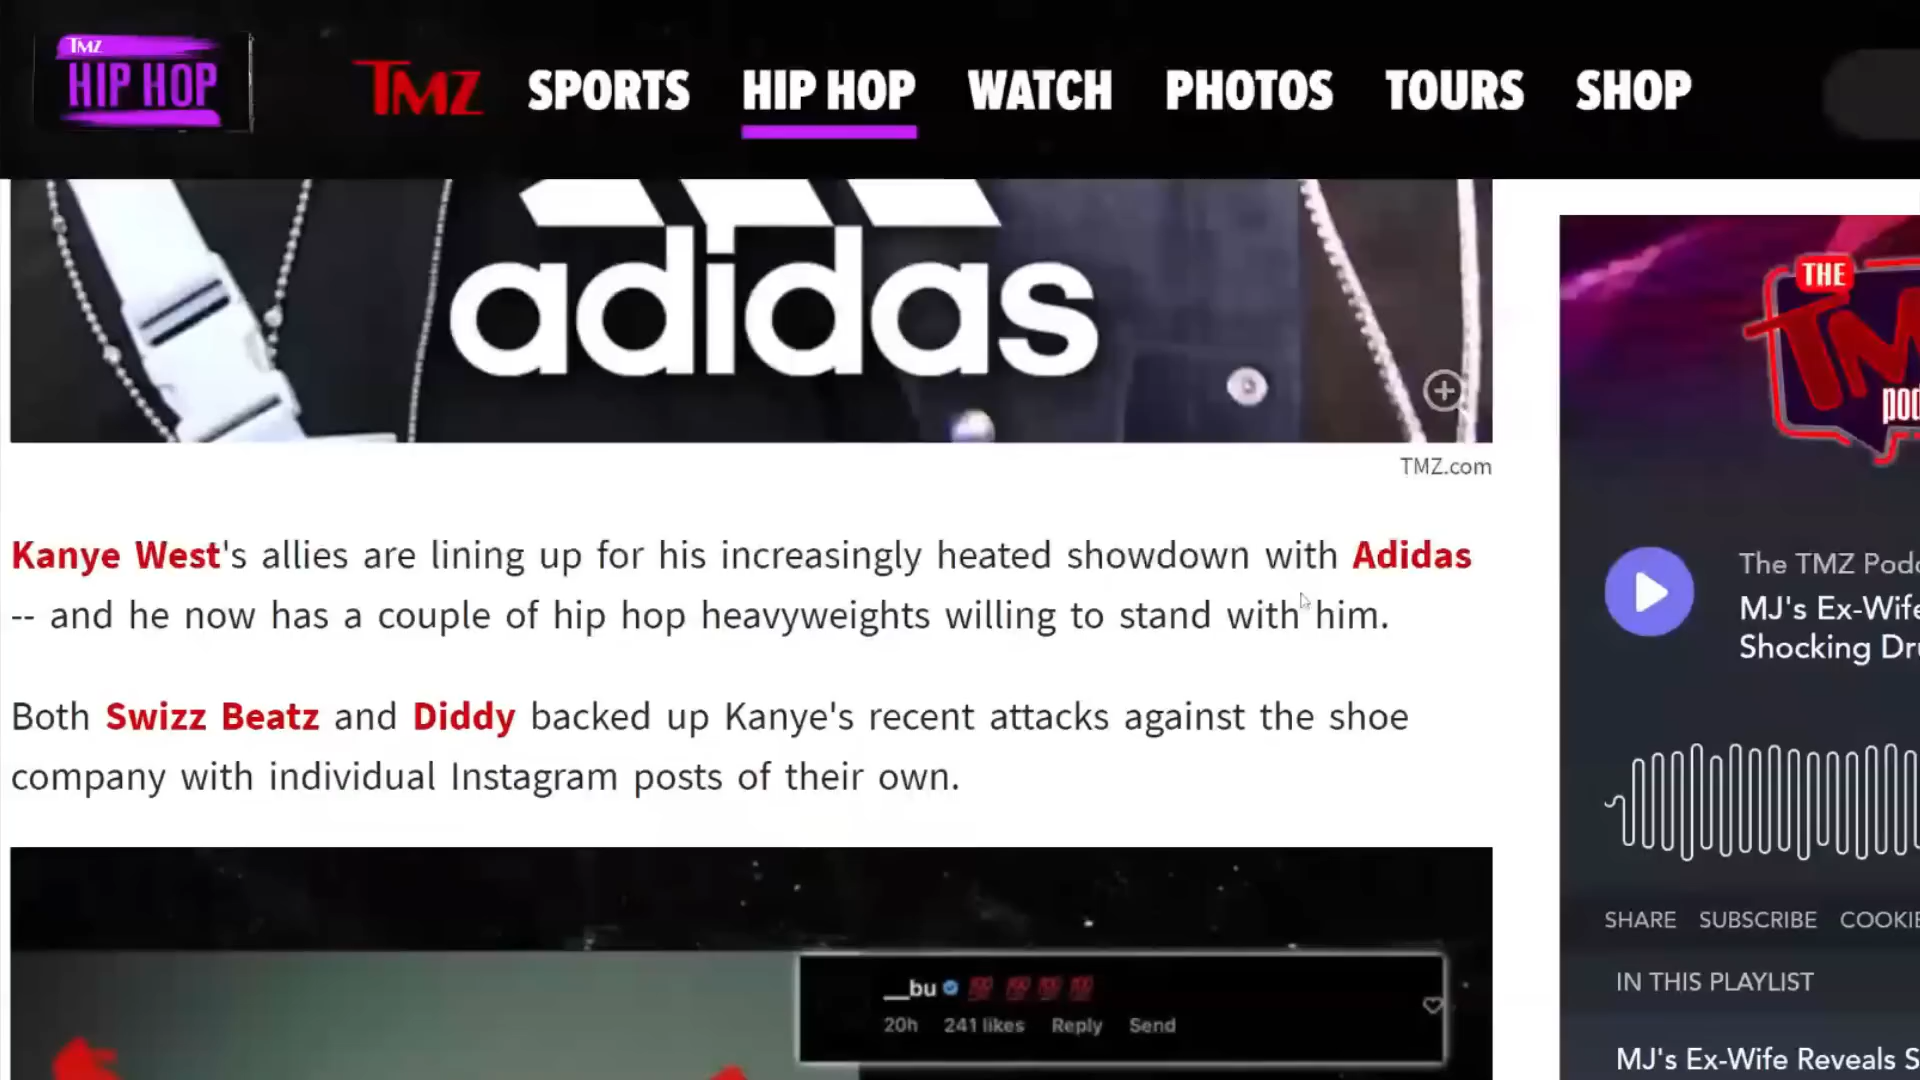 TMZ
HIP HOP
TMZ SPORTS HIP HOP WATCH PHOTOS TOURS SHOP
adidas
TMZ.com
Kanye West's allies are lining up for his increasingly heated showdown with Adidas
-- and he now has a couple of hip hop heavyweights willing to stand with him.
Both Swizz Beatz and Diddy backed up Kanye's recent attacks against the shoe
company with individual Instagram posts of their own.
__bu 💯 💯 💯 💯
20h 241 likes Reply Send
THE
TM
pod
The TMZ Podc
MJ's Ex-Wife
Shocking Dru
SHARE SUBSCRIBE COOKIE
IN THIS PLAYLIST
MJ's Ex-Wife Reveals S